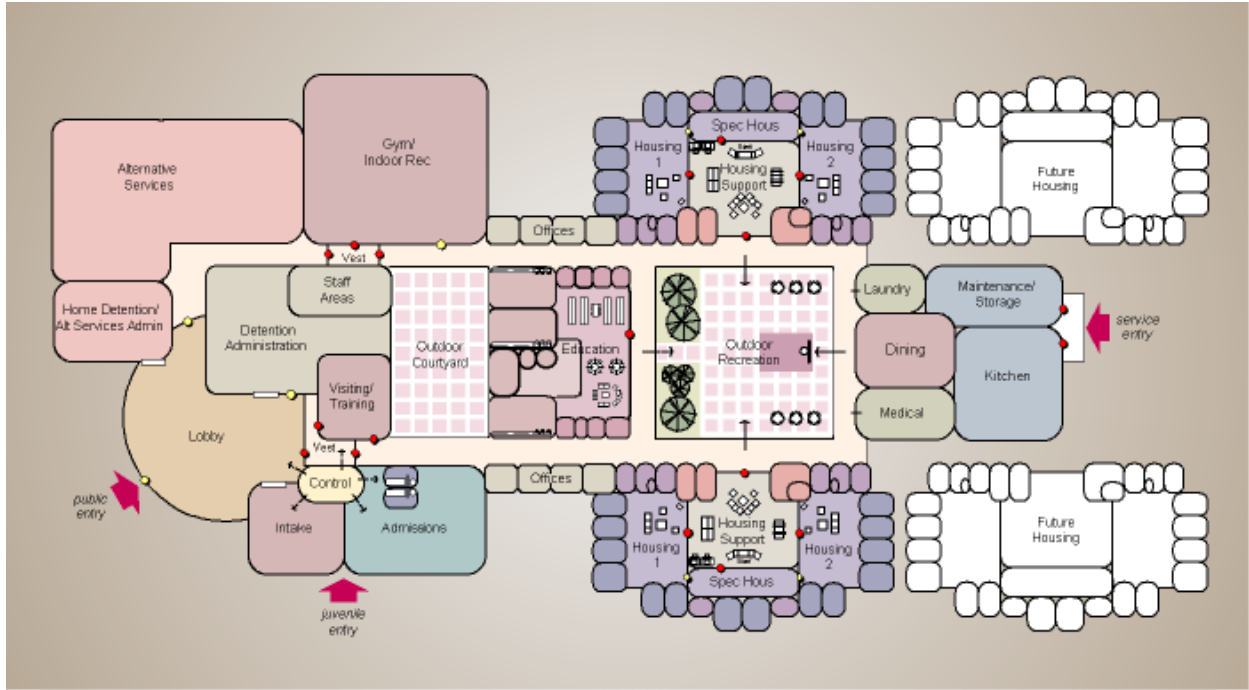 Gym/
Indoor Rec
Alternative
Services
Spec Hous
Housing
1
Housing
Support
Housing
2
Future
Housing
Offices
Vest
Staff
Areas
Home Detention/
Alt Services Admin
Detention
Administration
Outdoor
Courtyard
Education
Outdoor
Recreation
Laundry
Maintenance/
Storage
service
entry
Dining
Kitchen
Visiting/
Training
Medical
Lobby
Vest
public
entry
Control
Intake
Admissions
Offices
Housing
1
Housing
Support
Housing
2
Spec Hous
Future
Housing
juvenile
entry